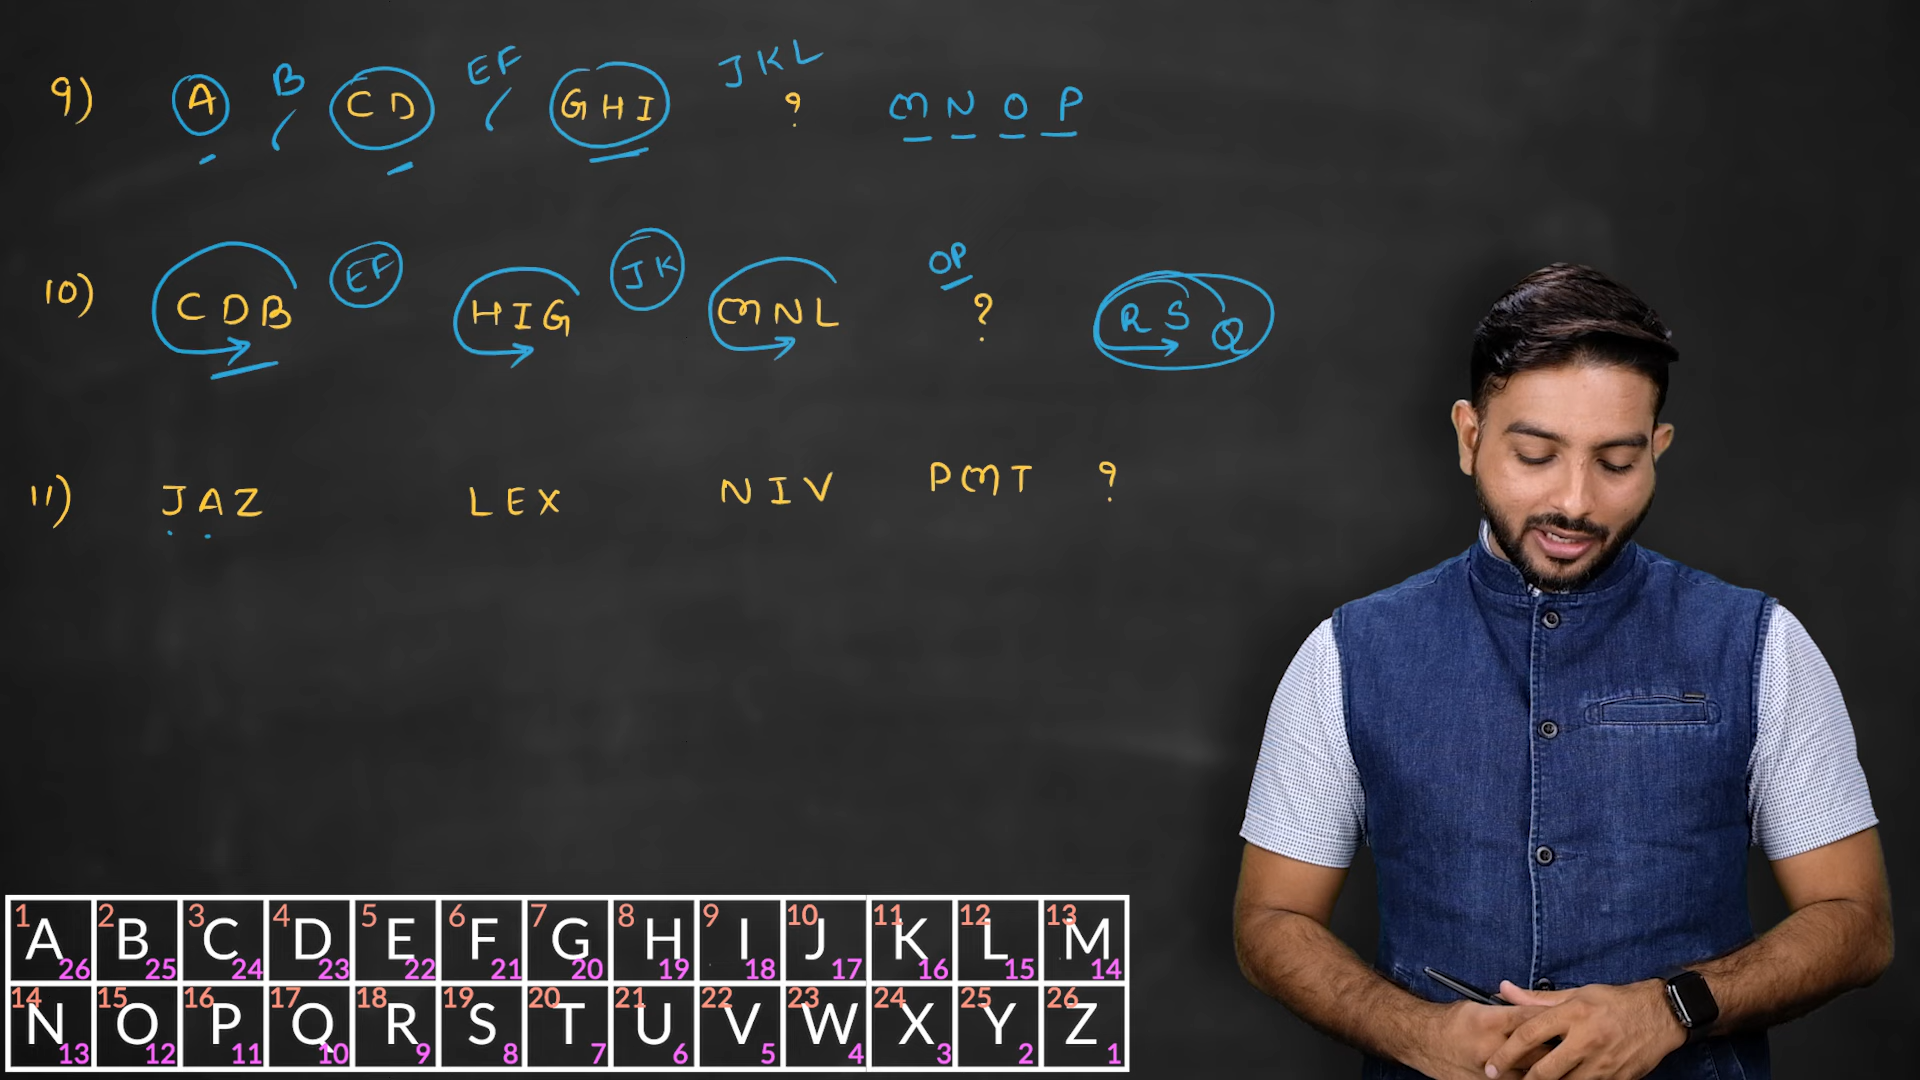 9) A B CD EF GHI JKL ? M N O P
10) CDB EF HIG JK MNL OP ? RSQ
11) JAZ LEX NIV PMT ?
1 A 26 2 B 25 3 C 24 4 D 23 5 E 22 6 F 21 7 G 20 8 H 19 9 I 18 10 J 17 11 K 16 12 L 15 13 M 14
14 N 13 15 O 12 16 P 11 17 Q 10 18 R 9 19 S 8 20 T 7 21 U 6 22 V 5 23 W 4 24 X 3 25 Y 2 26 Z 1